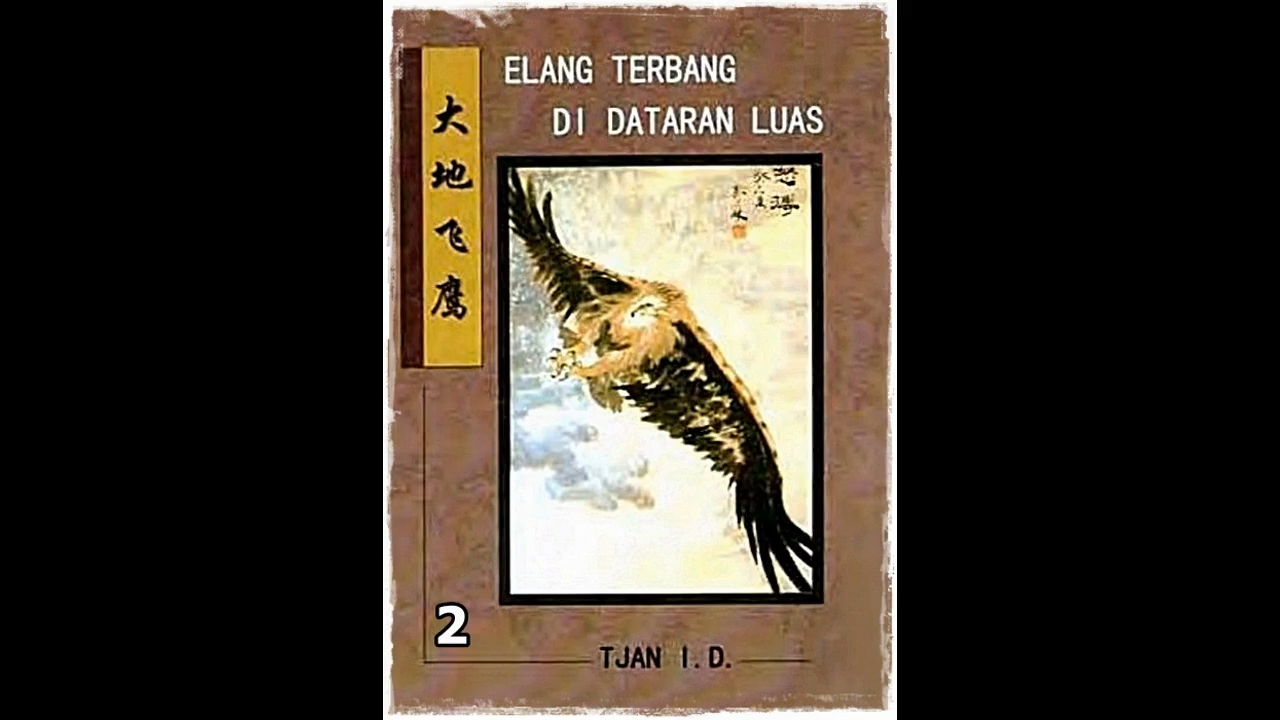 ELANG TERBANG
DI DATARAN LUAS
大地飞鹰
2
TJAN I.D.